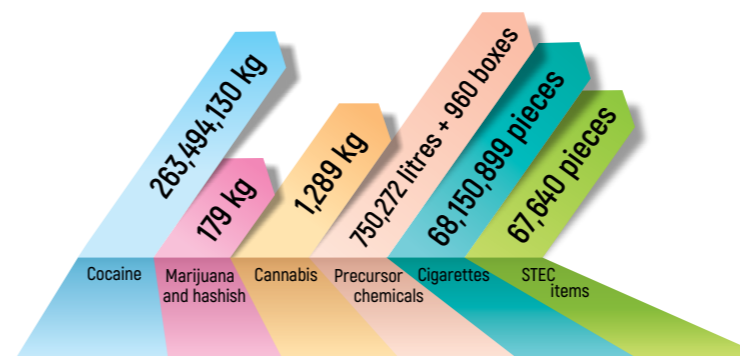 263,494,130 kg
179 kg
1,289 kg
750,272 litres + 960 boxes
68,150,899 pieces
67,640 pieces
Cocaine
Marijuana
and hashish
Cannabis
Precursor
chemicals
Cigarettes
STEC
items